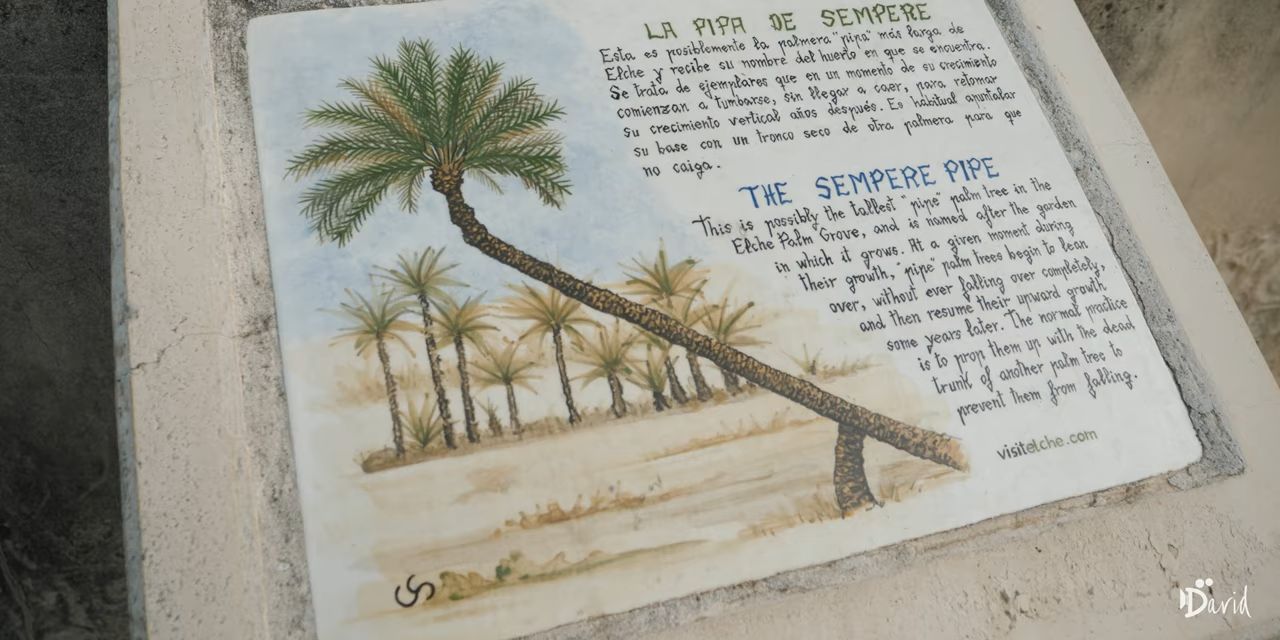 LA PIPA DE SEMPERE
Esta es posiblemente la palmera "pipa" más larga de
Elche y recibe su nombre del huerto en que se encuentra.
Se trata de ejemplares que en un momento de su crecimiento
comienzan a tumbarse, sin llegar a caer, para retomar
su crecimiento vertical años después. Es habitual apuntalar
su base con un tronco seco de otra palmera para que
no caiga.
THE SEMPERE PIPE
This is possibly the tallest "pipe" palm tree in the
Elche Palm Grove, and is named after the garden
in which it grows. At a given moment during
their growth, "pipe" palm trees begin to lean
over, without ever falling over completely,
and then resume their upward growth
some years later. The normal practice
is to prop them up with the dead
trunk of another palm tree to
prevent them from falling.
visitelche.com
David